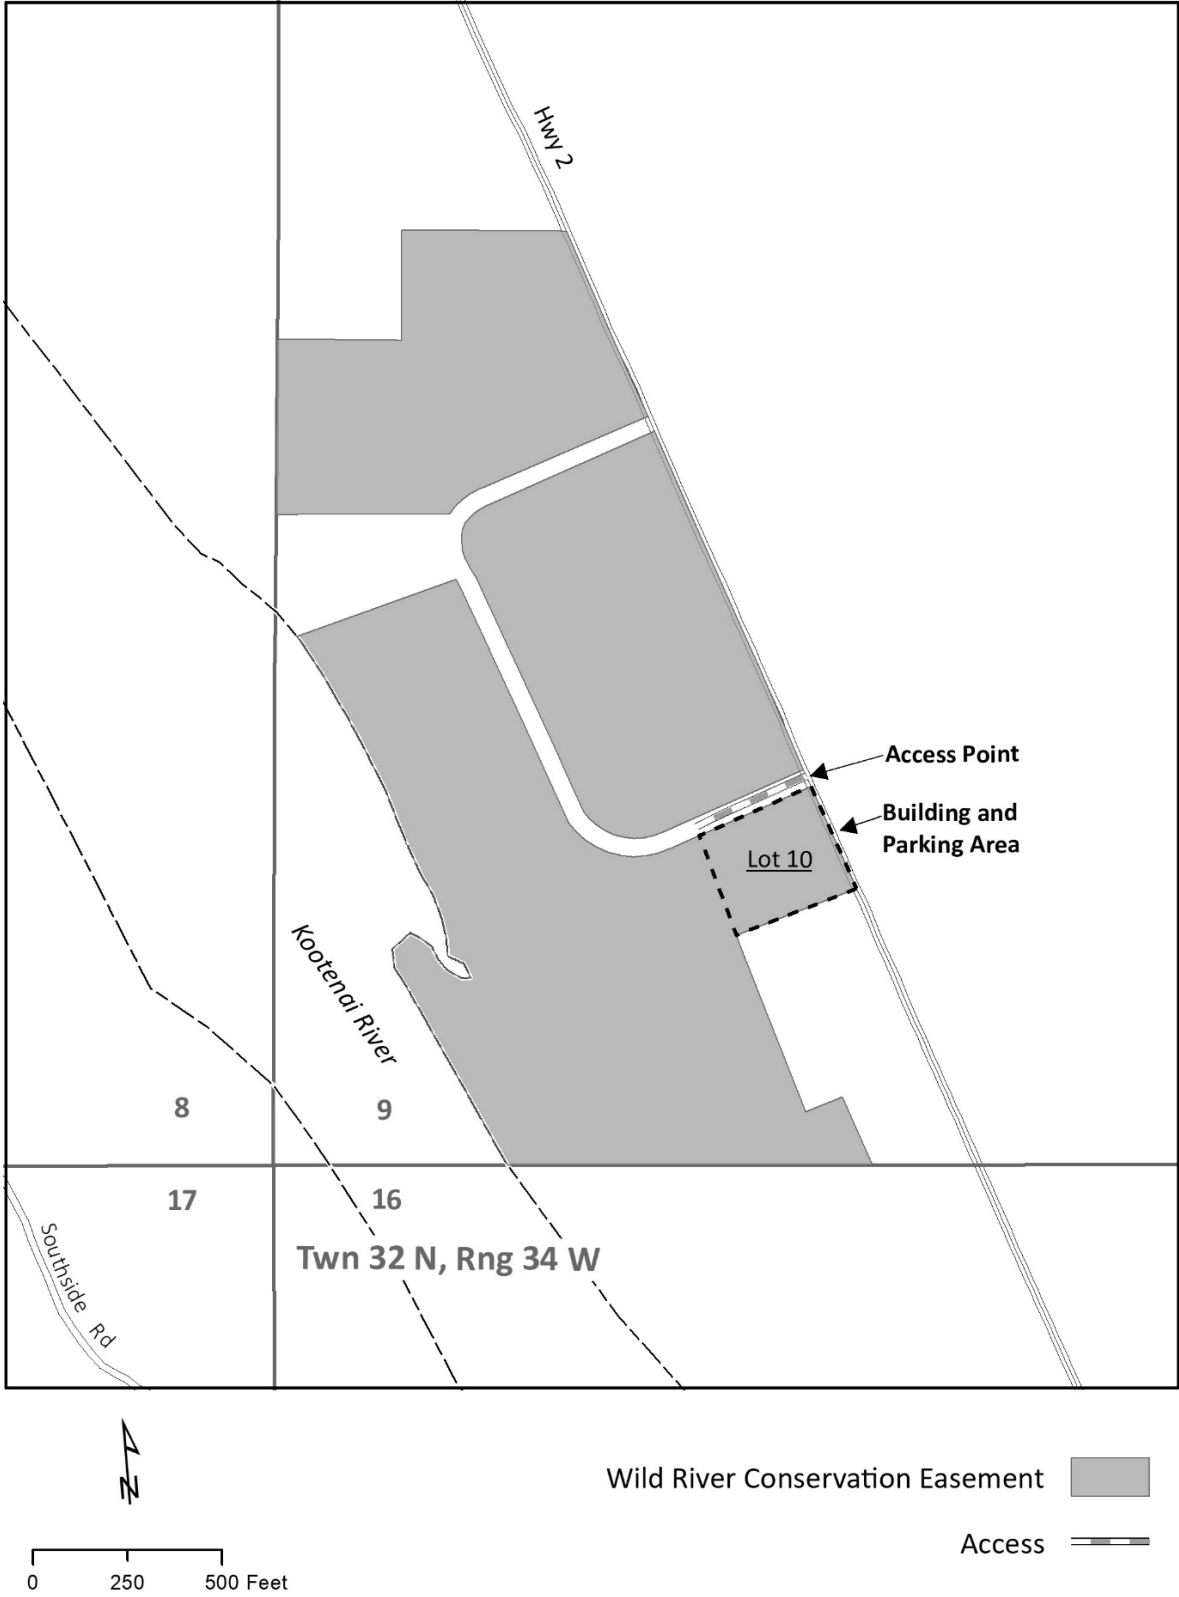 Hwy 2
Access Point
Building and
Parking Area
Lot 10
Kootenai River
8
9
17
16
Twn 32 N, Rng 34 W
Southside Rd
N
Wild River Conservation Easement
Access
0 250 500 Feet